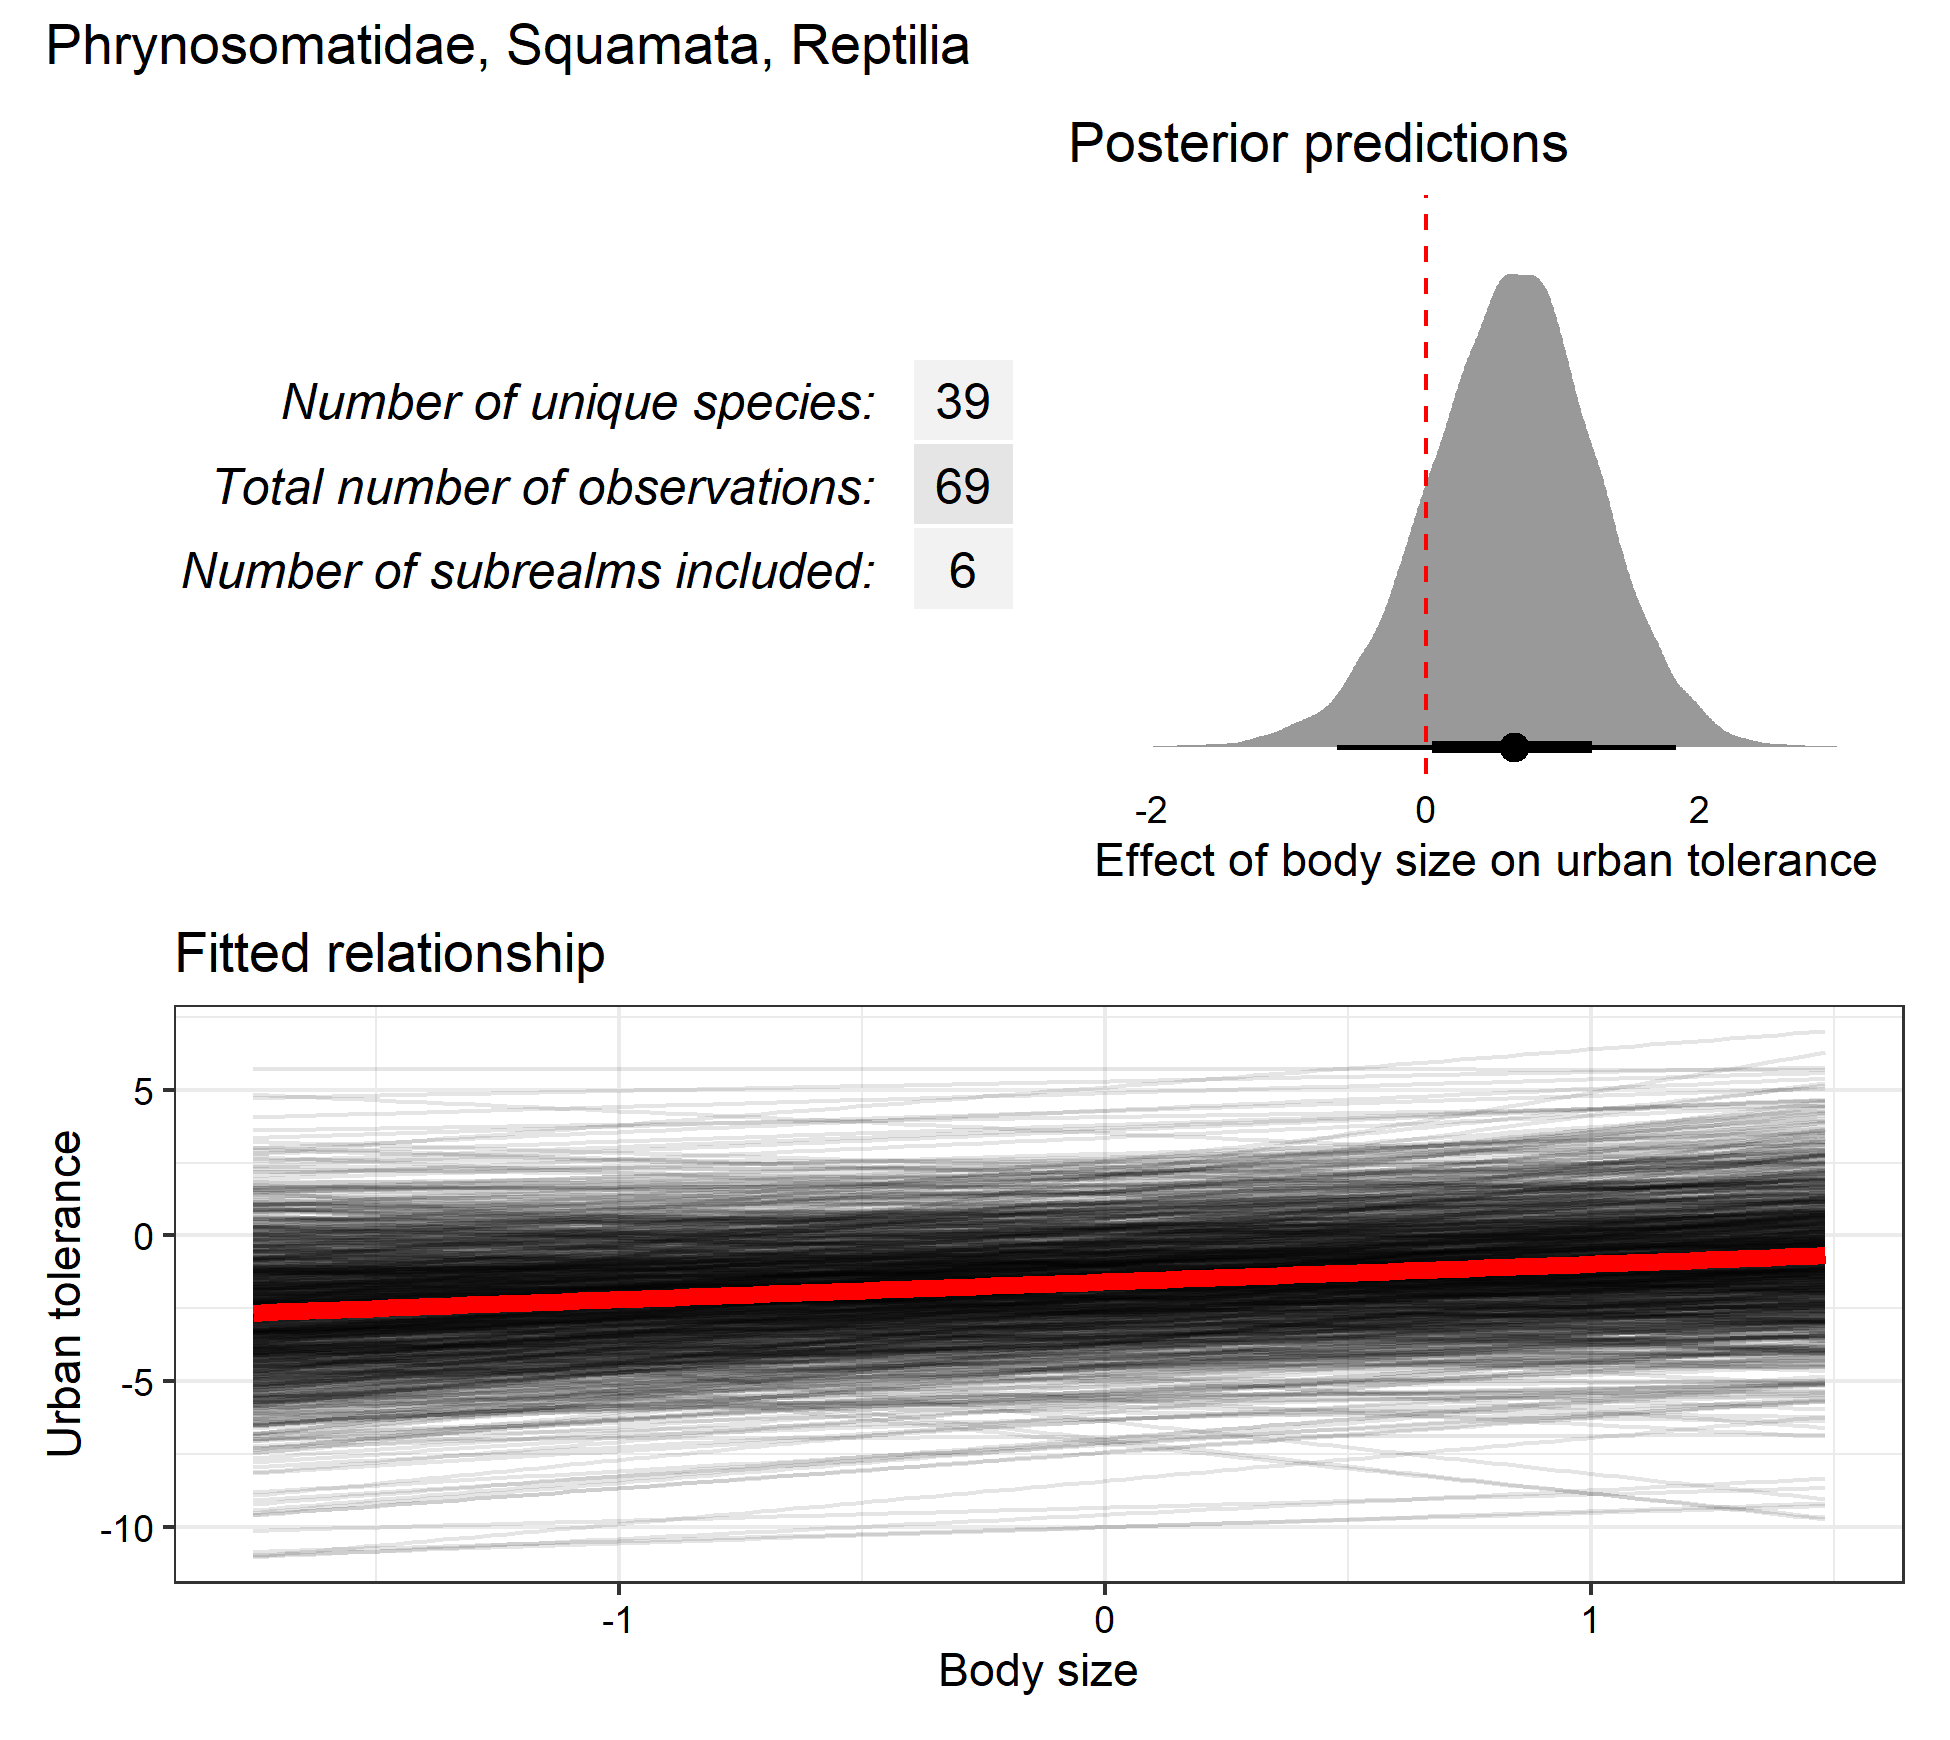 Phrynosomatidae, Squamata, Reptilia
Posterior predictions
Number of unique species: 39
Total number of observations: 69
Number of subrealms included: 6
-2 0 2
Effect of body size on urban tolerance
Fitted relationship
Urban tolerance
5
0
-5
-10
-1 0 1
Body size